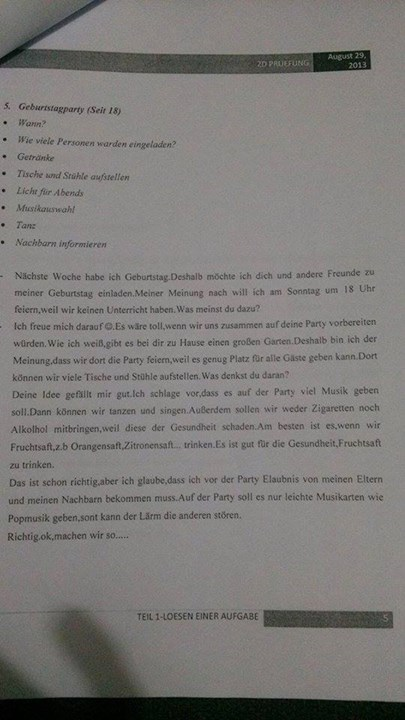 2D PRUEFUNG
August 29,
2013
5. Geburtstagparty (Seit 18)
• Wann?
• Wie viele Personen warden eingeladen?
• Getränke
• Tische und Stühle aufstellen
• Licht für Abends
• Musikauswahl
• Tanz
• Nachbarn informieren
- Nächste Woche habe ich Geburtstag.Deshalb möchte ich dich und andere Freunde zu
meiner Geburtstag einladen.Meiner Meinung nach will ich am Sonntag um 18 Uhr
feiern,weil wir keinen Unterricht haben.Was meinst du dazu?
- Ich freue mich darauf☺.Es wäre toll,wenn wir uns zusammen auf deine Party vorbereiten
würden.Wie ich weiß,gibt es bei dir zu Hause einen großen Garten.Deshalb bin ich der
Meinung,dass wir dort die Party feiern,weil es genug Platz für alle Gäste geben kann.Dort
können wir viele Tische und Stühle aufstellen.Was denkst du daran?
Deine Idee gefällt mir gut.Ich schlage vor,dass es auf der Party viel Musik geben
soll.Dann können wir tanzen und singen.Außerdem sollen wir weder Zigaretten noch
Alkolhol mitbringen,weil diese der Gesundheit schaden.Am besten ist es,wenn wir
Fruchtsaft,z.b Orangensaft,Zitronensaft... trinken.Es ist gut für die Gesundheit,Fruchtsaft
zu trinken.
Das ist schon richtig,aber ich glaube,dass ich vor der Party Elaubnis von meinen Eltern
und meinen Nachbarn bekommen muss.Auf der Party soll es nur leichte Musikarten wie
Popmusik geben,sont kann der Lärm die anderen stören.
Richtig.ok,machen wir so.....
TEIL 1-LOESEN EINER AUFGABE
5